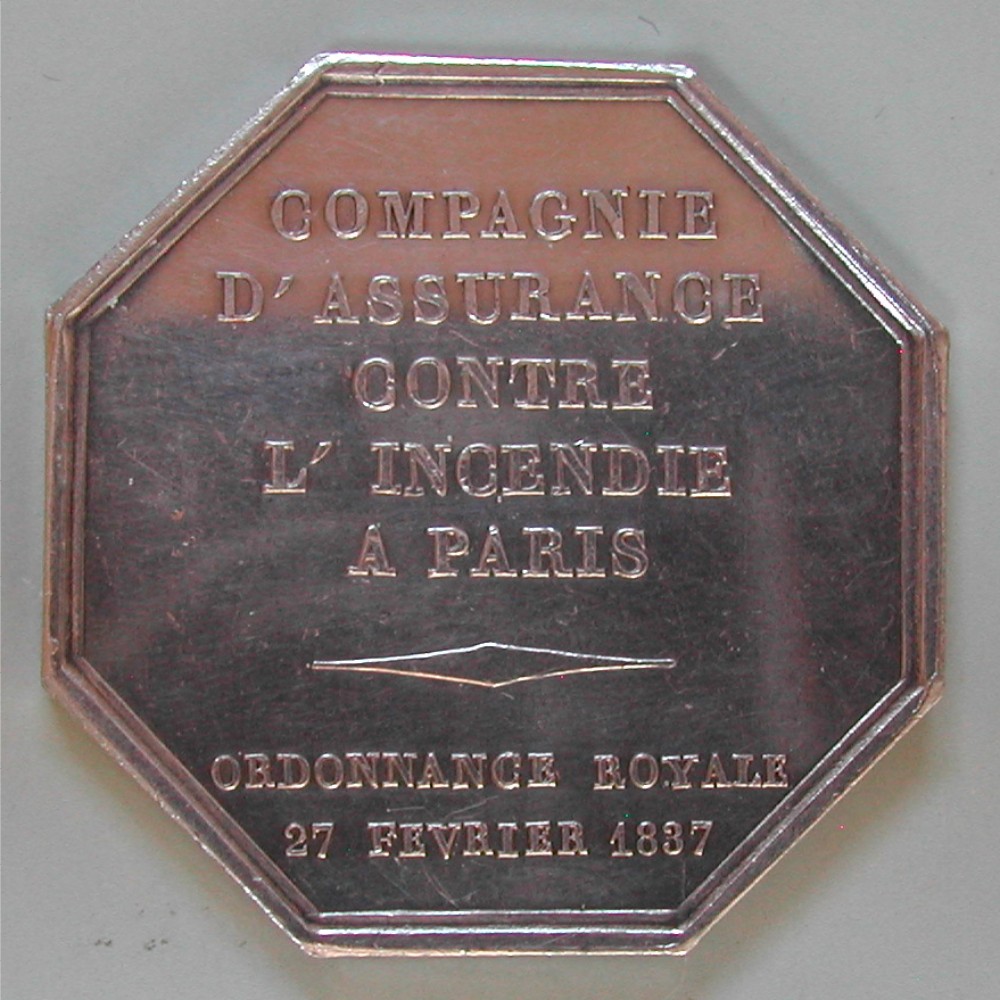 COMPAGNIE
D' ASSURANCE
CONTRE
L' INCENDIE
A PARIS
ORDONNANCE ROYALE
27 FEVRIER 1837